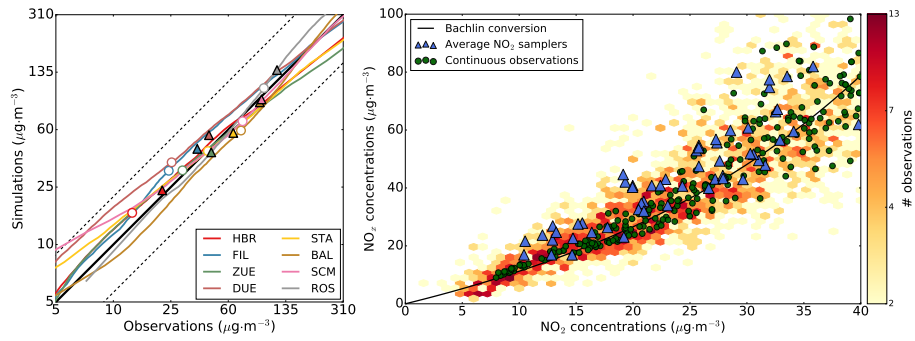 310
135
60
25
10
5
Simulations (μg·m⁻³)
5
10
25
60
135
310
Observations (μg·m⁻³)
HBR
FIL
ZUE
DUE
STA
BAL
SCM
ROS
100
80
60
40
20
0
NOₓ concentrations (μg·m⁻³)
Bachlin conversion
Average NO₂ samplers
Continuous observations
0
5
10
15
20
25
30
35
40
NO₂ concentrations (μg·m⁻³)
13
7
4
2
# observations